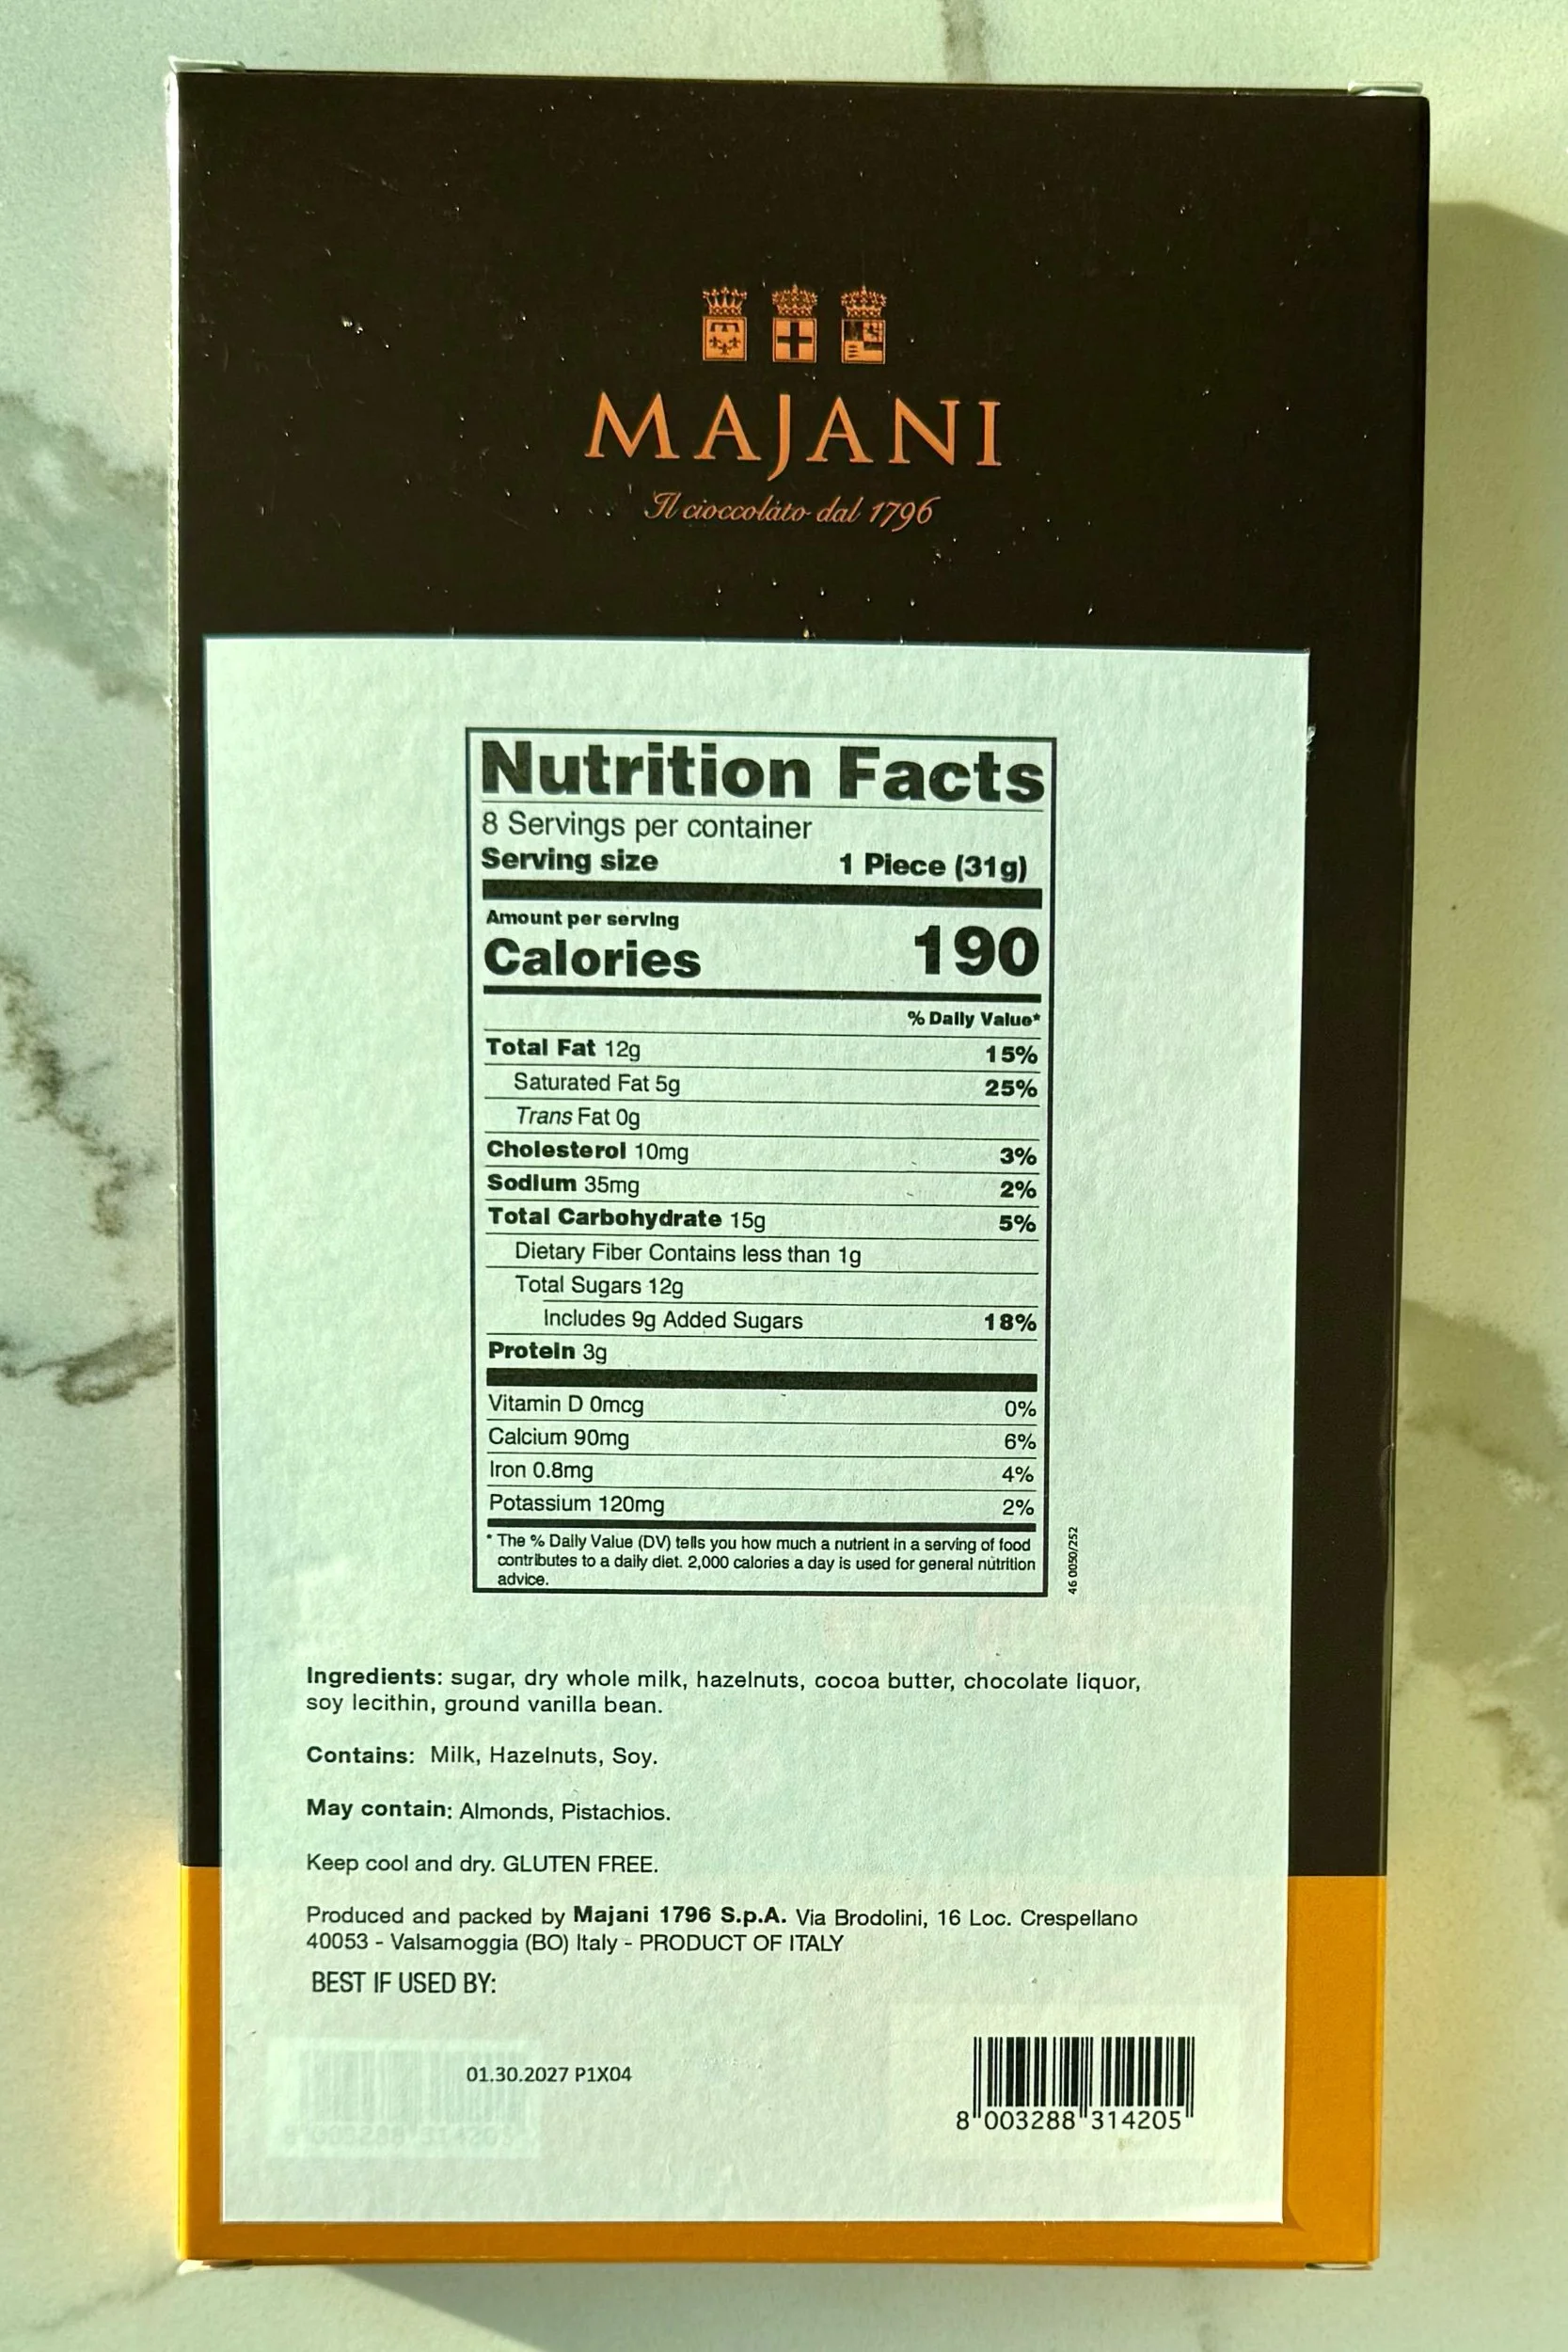 MAJANI
Il cioccolato dal 1796
Nutrition Facts
8 Servings per container
Serving size 1 Piece (31g)
Amount per serving
Calories 190
% Daily Value*
Total Fat 12g 15%
Saturated Fat 5g 25%
Trans Fat 0g
Cholesterol 10mg 3%
Sodium 35mg 2%
Total Carbohydrate 15g 5%
Dietary Fiber Contains less than 1g
Total Sugars 12g
Includes 9g Added Sugars 18%
Protein 3g
Vitamin D 0mcg 0%
Calcium 90mg 6%
Iron 0.8mg 4%
Potassium 120mg 2%
* The % Daily Value (DV) tells you how much a nutrient in a serving of food
contributes to a daily diet. 2,000 calories a day is used for general nutrition
advice.
46 0050/252
Ingredients: sugar, dry whole milk, hazelnuts, cocoa butter, chocolate liquor,
soy lecithin, ground vanilla bean.
Contains: Milk, Hazelnuts, Soy.
May contain: Almonds, Pistachios.
Keep cool and dry. GLUTEN FREE.
Produced and packed by Majani 1796 S.p.A. Via Brodolini, 16 Loc. Crespellano
40053 - Valsamoggia (BO) Italy - PRODUCT OF ITALY
BEST IF USED BY:
01.30.2027 P1X04
8 003288 314205